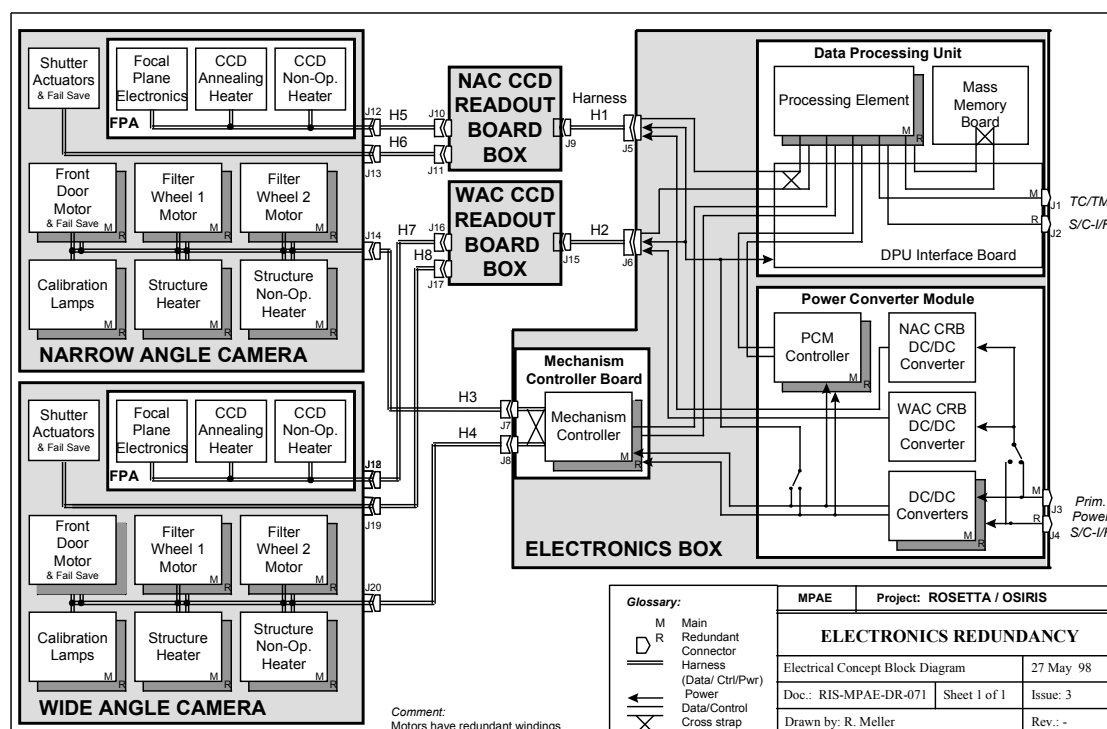 Shutter
Actuators
& Fail Save
Focal
Plane
Electronics
CCD
Annealing
Heater
CCD
Non-Op.
Heater
FPA
Front
Door
Motor
& Fail Save
M
R
Filter
Wheel 1
Motor
M
R
Filter
Wheel 2
Motor
M
R
Calibration
Lamps
M
R
Structure
Heater
M
R
Structure
Non-Op.
Heater
M
R
NARROW ANGLE CAMERA
J12
H5
J10
H6
J13
J11
J14
NAC CCD
READOUT
BOARD
BOX
Harness
H1
J9
J5
WAC CCD
READOUT
BOARD
BOX
H7
J16
H8
J17
H2
J15
J6
Data Processing Unit
Processing Element
M
R
Mass
Memory
Board
M
J1
TC/TM
R
J2
S/C-I/F
DPU Interface Board
Power Converter Module
PCM
Controller
M
R
NAC CRB
DC/DC
Converter
WAC CRB
DC/DC
Converter
DC/DC
Converters
M
R
M
J3
R
J4
Prim.
Power
S/C-I/F
Mechanism
Controller Board
Mechanism
Controller
M
R
H3
J7
H4
J8
ELECTRONICS BOX
Shutter
Actuators
& Fail Save
Focal
Plane
Electronics
CCD
Annealing
Heater
CCD
Non-Op.
Heater
FPA
J19
Front
Door
Motor
& Fail Save
Filter
Wheel 1
Motor
M
R
Filter
Wheel 2
Motor
M
R
J20
Calibration
Lamps
M
R
Structure
Heater
M
R
Structure
Non-Op.
Heater
M
R
WIDE ANGLE CAMERA
Comment:
Motors have redundant windings
Glossary:
M Main
R Redundant
Connector
Harness
(Data/ Ctrl/Pwr)
Power
Data/Control
Cross strap
MPAE Project: ROSETTA / OSIRIS
ELECTRONICS REDUNDANCY
Electrical Concept Block Diagram 27 May 98
Doc.: RIS-MPAE-DR-071 Sheet 1 of 1 Issue: 3
Drawn by: R. Meller Rev.: -